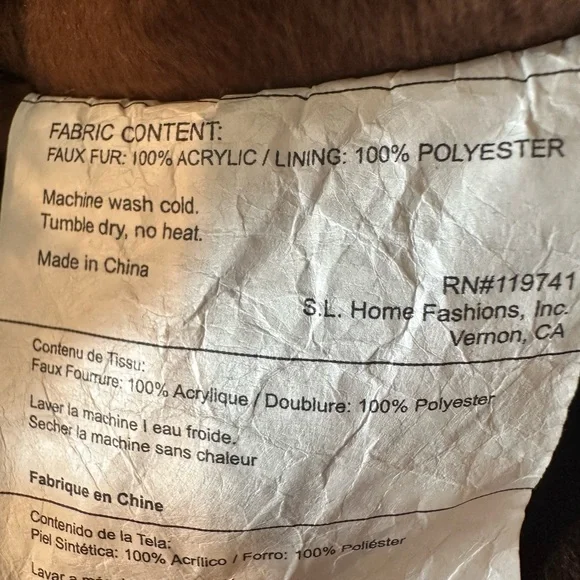 FABRIC CONTENT:
FAUX FUR: 100% ACRYLIC / LINING: 100% POLYESTER
Machine wash cold.
Tumble dry, no heat.
Made in China
RN#119741
S.L. Home Fashions, Inc.
Vernon, CA
Contenu de Tissu:
Faux Fourrure: 100% Acrylique / Doublure: 100% Polyester
Laver la machine l eau froide.
Secher la machine sans chaleur
Fabrique en Chine
Contenido de la Tela:
Piel Sintética: 100% Acrílico / Forro: 100% Poliéster
Lavar a